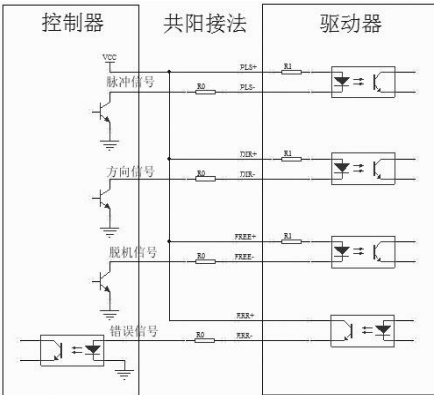 控制器 共阳接法 驱动器
VCC
PLS+ R1
脉冲信号 R0 PLS-
DIR+ R1
方向信号 R0 DIR-
FREE+ R1
脱机信号 R0 FREE-
ERR+
错误信号 R0 ERR-